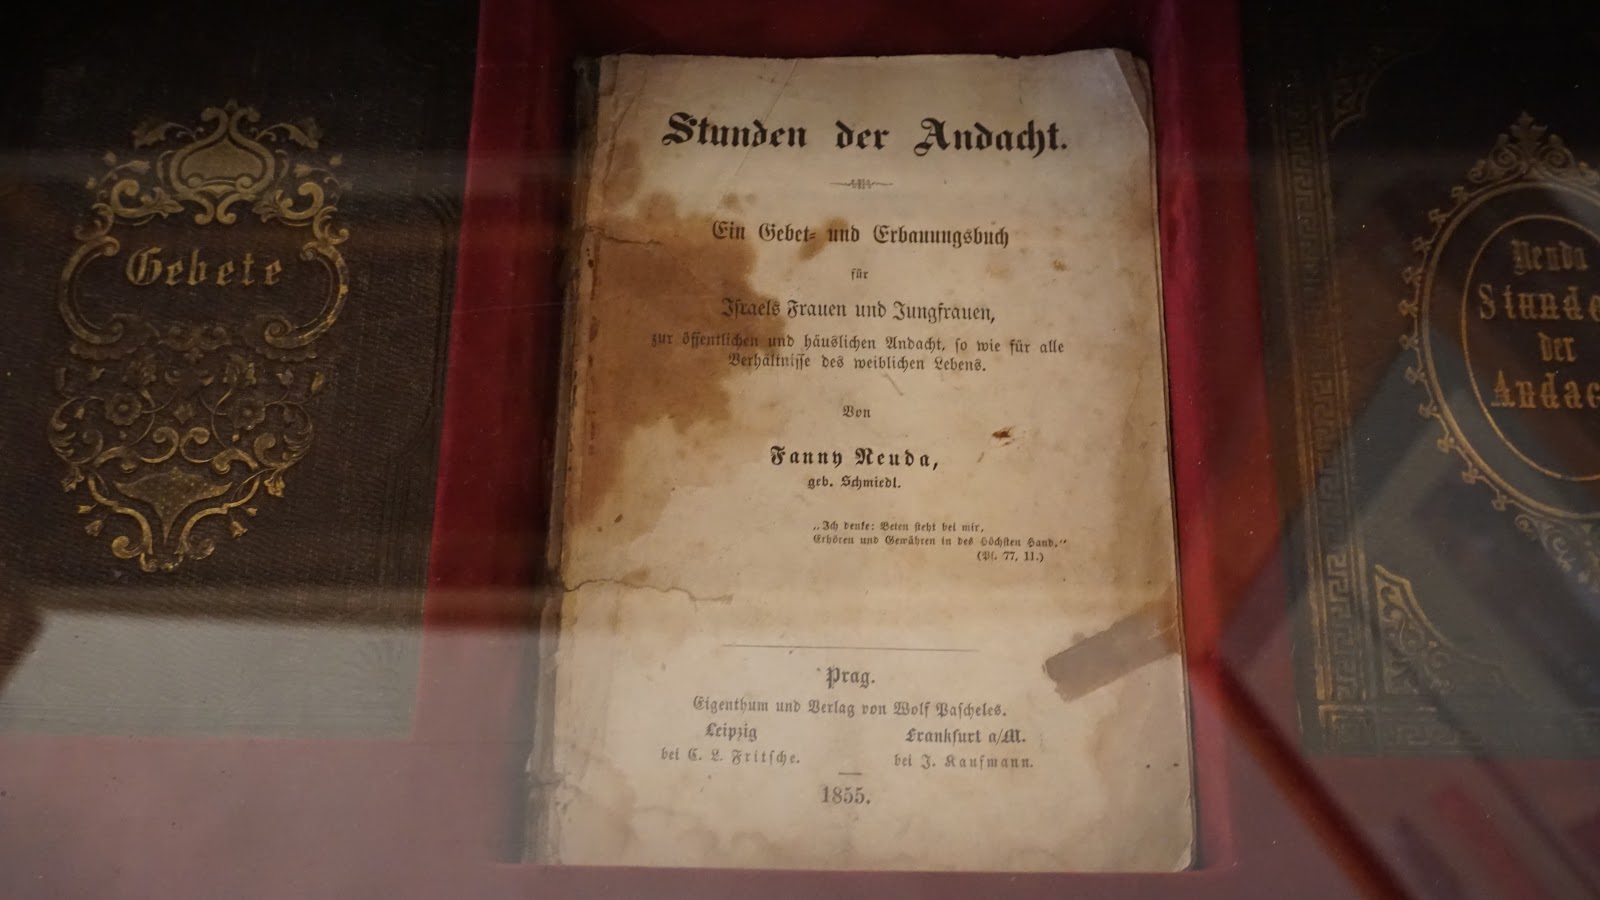 Gebete
Stunden der Andacht.
Ein Gebet= und Erbauungsbuch
für
Israels Frauen und Jungfrauen,
zur öffentlichen und häuslichen Andacht, so wie für alle
Verhältnisse des weiblichen Lebens.
Von
Fanny Neuda,
geb. Schmiedl.
„Ich denke: Beten steht bei mir,
Erhören und Gewähren in des Höchsten Hand.“
(Ps. 77, 11.)
Prag.
Eigenthum und Verlag von Wolf Pascheles.
Leipzig
bei C. L. Fritsche.
Frankfurt a/M.
bei J. Kaufmann.
1855.
Neuda
Stunde
der
Andac